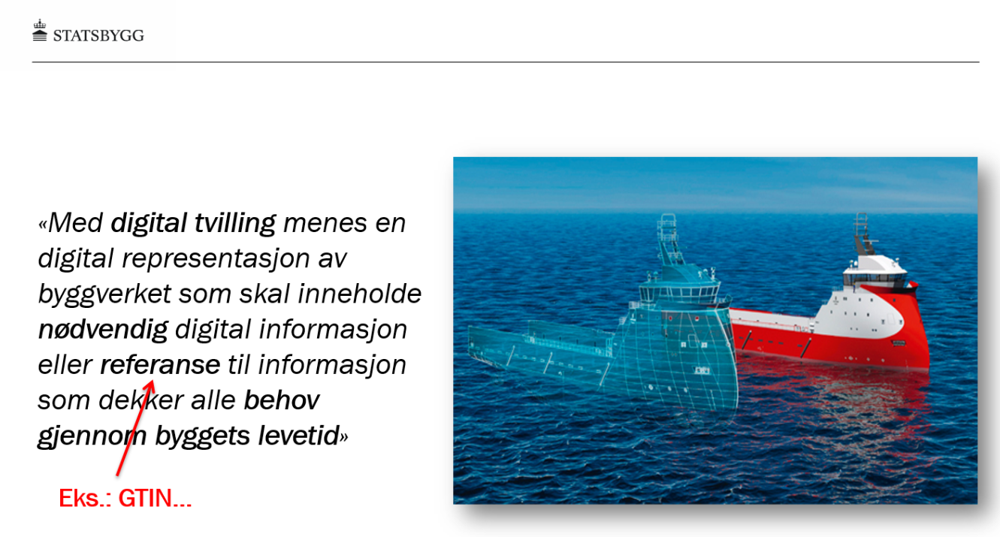 STATSBYGG
«Med digital tvilling menes en
digital representasjon av
byggverket som skal inneholde
nødvendig digital informasjon
eller referanse til informasjon
som dekker alle behov
gjennom byggets levetid»
Eks.: GTIN...